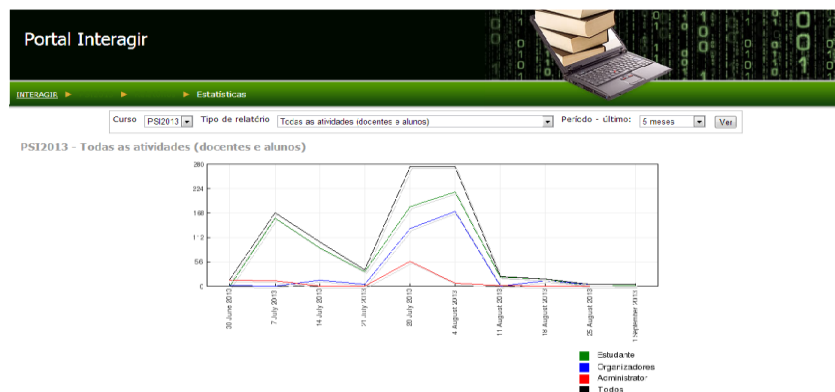 Portal Interagir
INTERAGIR ► ► ► Estatísticas
Curso PSI2013 Tipo de relatório Todas as atividades (docentes e alunos) Período - último: 5 meses Ver
PSI2013 - Todas as atividades (docentes e alunos)
280
224
168
112
56
0
30 June 2013
7 July 2013
14 July 2013
21 July 2013
28 July 2013
4 August 2013
11 August 2013
18 August 2013
25 August 2013
1 September 2013
Estudante
Organizadores
Administrator
Todos